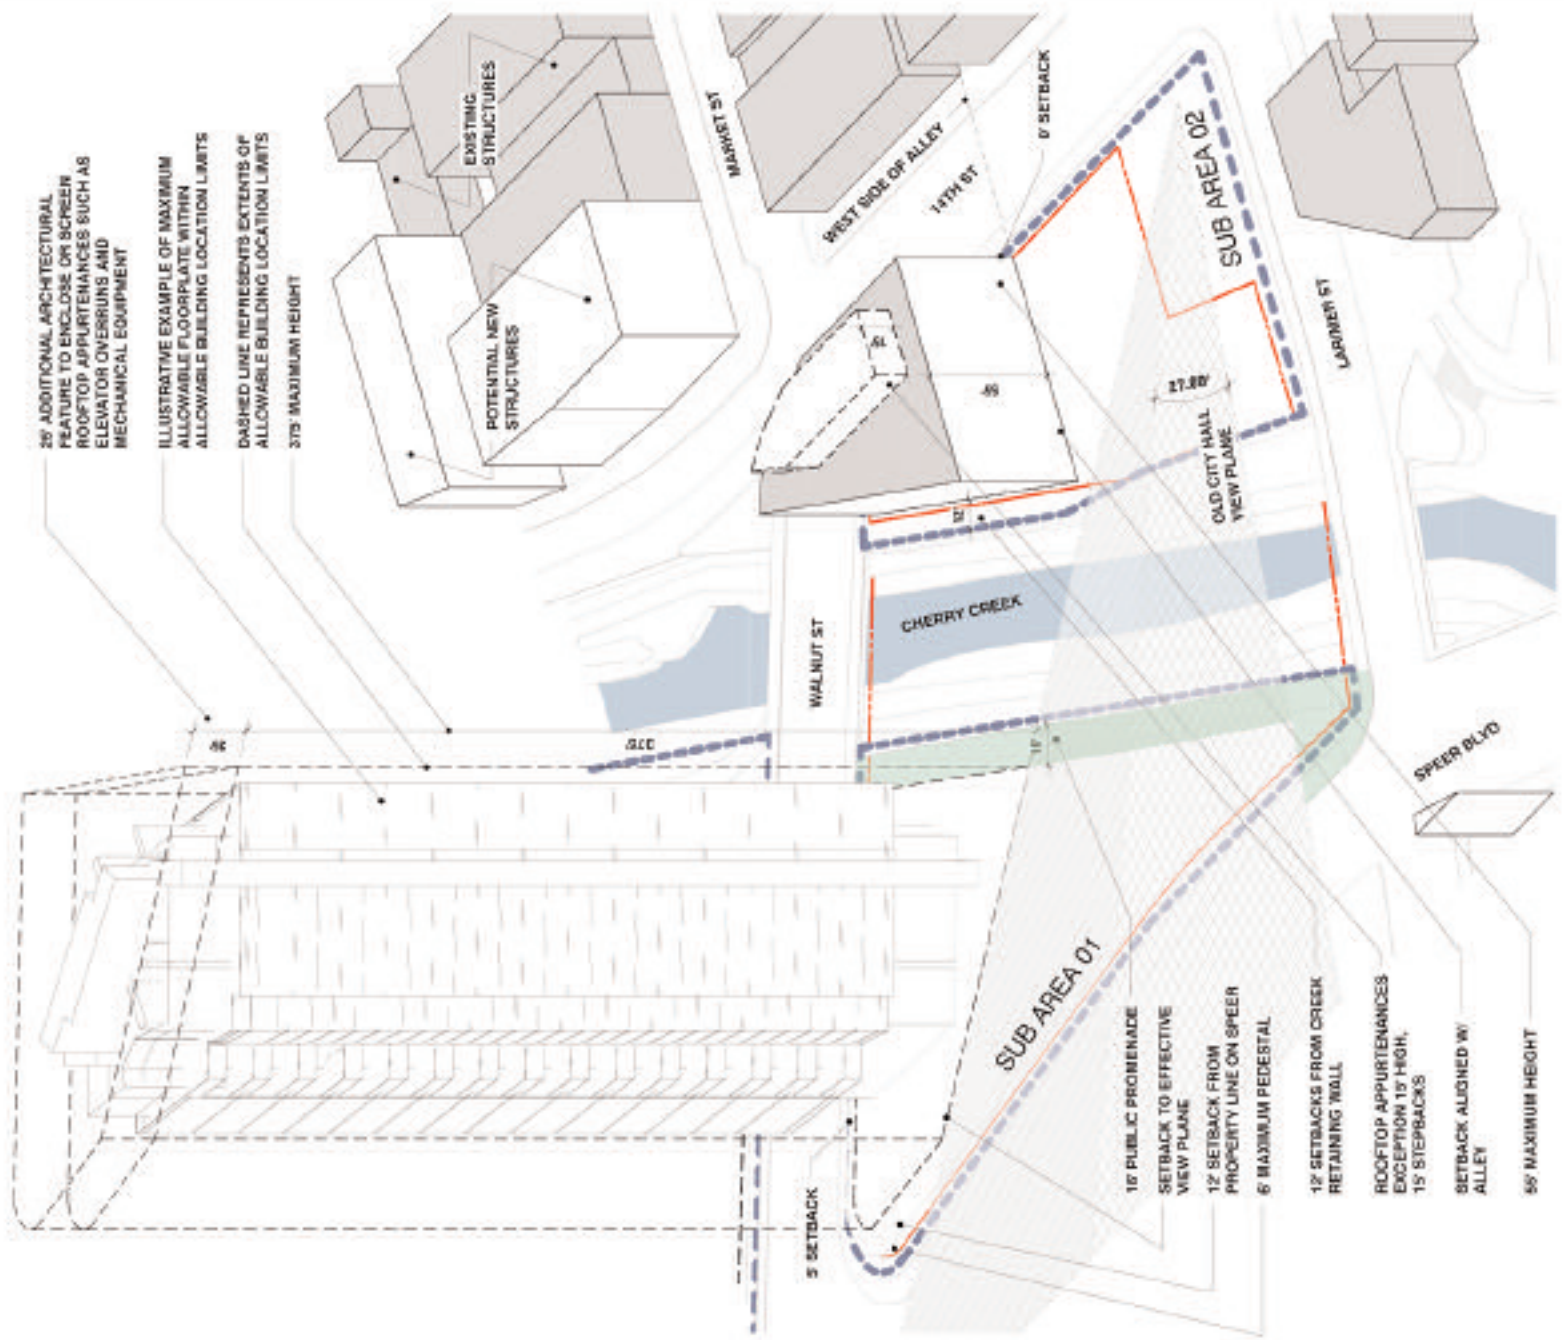 25' ADDITIONAL ARCHITECTURAL
FEATURE TO ENCLOSE OR SCREEN
ROOFTOP APPURTENANCES SUCH AS
ELEVATOR OVERRUNS AND
MECHANICAL EQUIPMENT
ILLUSTRATIVE EXAMPLE OF MAXIMUM
ALLOWABLE FLOORPLATE WITHIN
ALLOWABLE BUILDING LOCATION LIMITS
DASHED LINE REPRESENTS EXTENTS OF
ALLOWABLE BUILDING LOCATION LIMITS
375' MAXIMUM HEIGHT
EXISTING
STRUCTURES
POTENTIAL NEW
STRUCTURES
MARKET ST
WEST SIDE OF ALLEY
14TH ST
0' SETBACK
SUB AREA 02
LARIMER ST
27.88'
OLD CITY HALL
VIEW PLANE
CHERRY CREEK
WALNUT ST
375'
12'
15'
SPEER BLVD
SUB AREA 01
5' SETBACK
16' PUBLIC PROMENADE
SETBACK TO EFFECTIVE
VIEW PLANE
12' SETBACK FROM
PROPERTY LINE ON SPEER
6' MAXIMUM PEDESTAL
12' SETBACKS FROM CREEK
RETAINING WALL
ROOFTOP APPURTENANCES
EXCEPTION 15' HIGH,
15' STEPBACKS
SETBACK ALIGNED W/
ALLEY
55' MAXIMUM HEIGHT